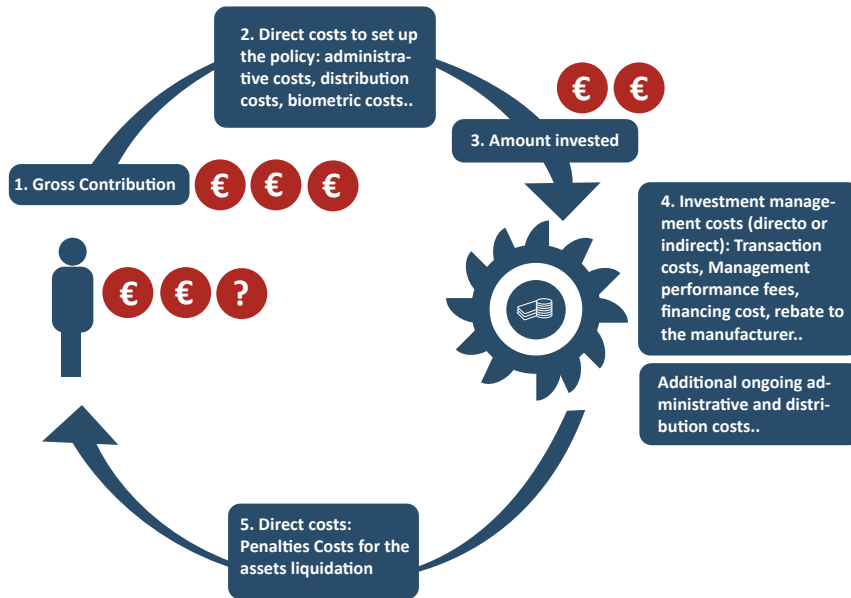 2. Direct costs to set up
the policy: administra-
tive costs, distribution
costs, biometric costs..
€ €
3. Amount invested
1. Gross Contribution
€ € €
4. Investment manage-
ment costs (directo or
indirect): Transaction
costs, Management
performance fees,
financing cost, rebate to
the manufacturer..
€ € ?
Additional ongoing ad-
ministrative and distri-
bution costs..
5. Direct costs:
Penalties Costs for the
assets liquidation